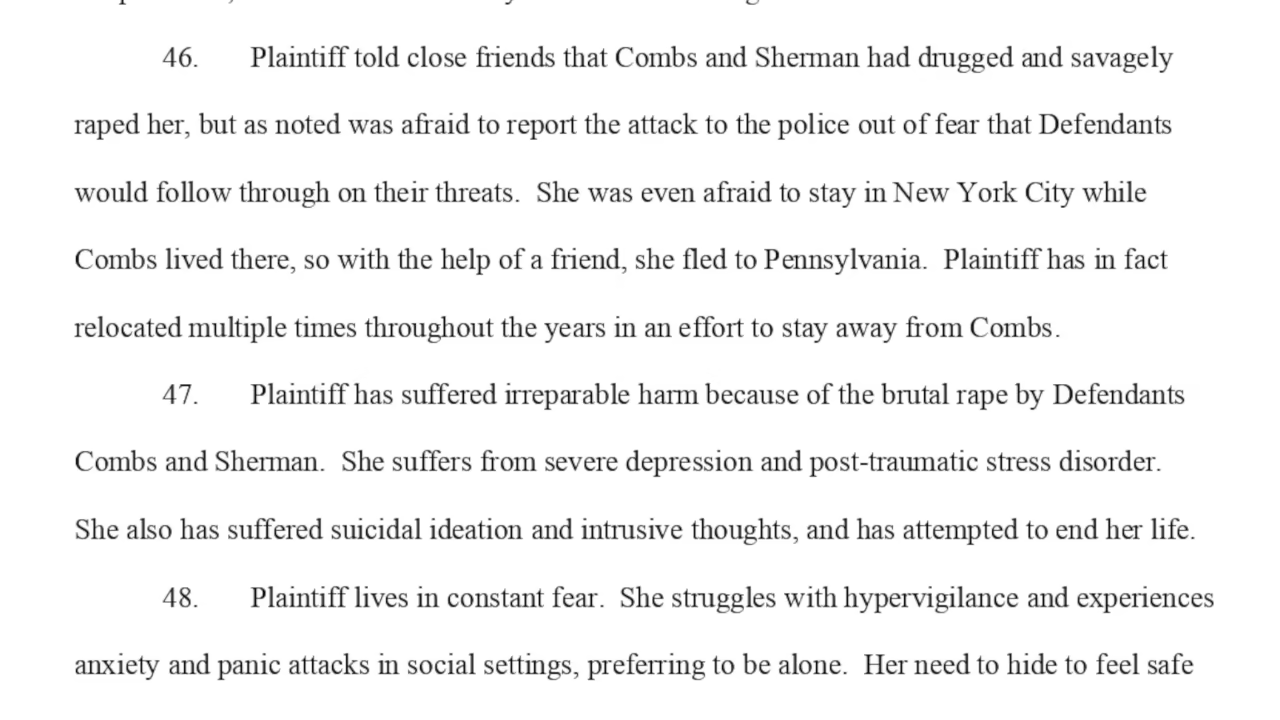 46. Plaintiff told close friends that Combs and Sherman had drugged and savagely
raped her, but as noted was afraid to report the attack to the police out of fear that Defendants
would follow through on their threats. She was even afraid to stay in New York City while
Combs lived there, so with the help of a friend, she fled to Pennsylvania. Plaintiff has in fact
relocated multiple times throughout the years in an effort to stay away from Combs.
47. Plaintiff has suffered irreparable harm because of the brutal rape by Defendants
Combs and Sherman. She suffers from severe depression and post-traumatic stress disorder.
She also has suffered suicidal ideation and intrusive thoughts, and has attempted to end her life.
48. Plaintiff lives in constant fear. She struggles with hypervigilance and experiences
anxiety and panic attacks in social settings, preferring to be alone. Her need to hide to feel safe